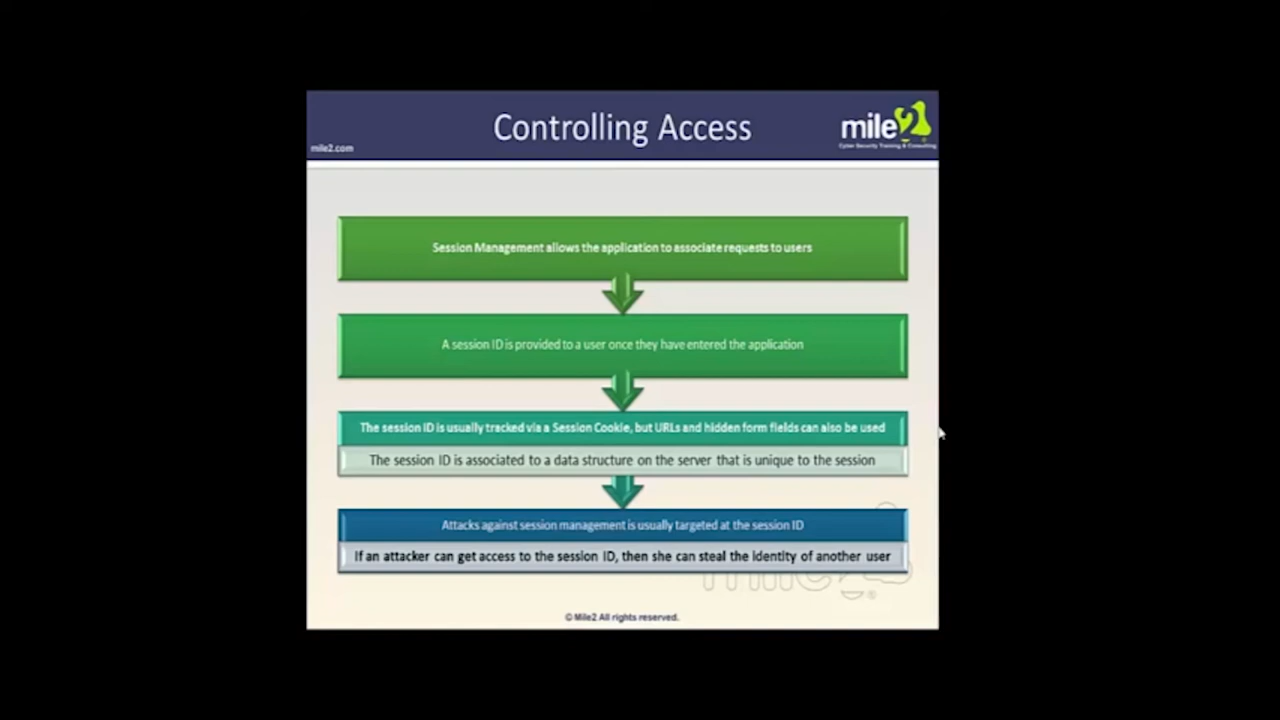 Controlling Access
mile2
Cyber Security Training & Consulting
mile2.com
Session Management allows the application to associate requests to users
A session ID is provided to a user once they have entered the application
The session ID is usually tracked via a Session Cookie, but URLs and hidden form fields can also be used
The session ID is associated to a data structure on the server that is unique to the session
Attacks against session management is usually targeted at the session ID
If an attacker can get access to the session ID, then she can steal the identity of another user
mile2 ®
© Mile2 All rights reserved.